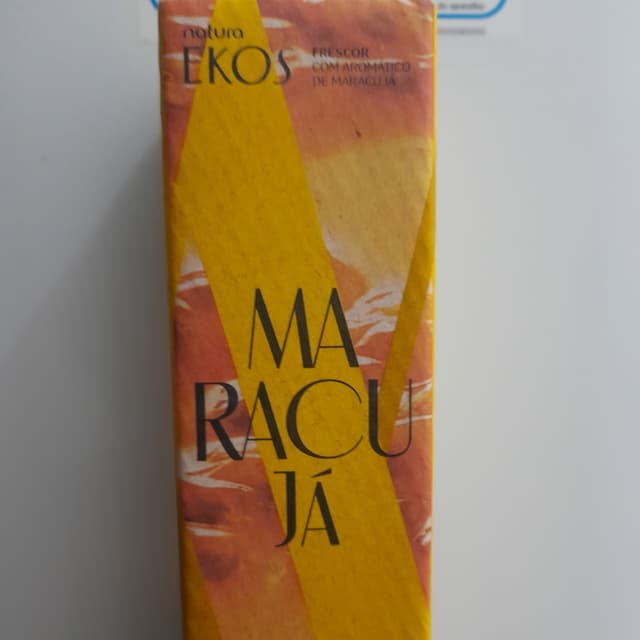 natura
EKOS
FRESCOR
COM AROMÁTICO
DE MARACUJÁ
MA
RACU
JÁ